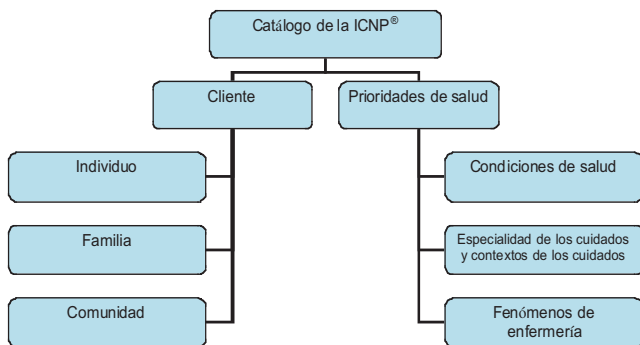 Catálogo de la ICNP®
Cliente
Prioridades de salud
Individuo
Condiciones de salud
Familia
Especialidad de los cuidados
y contextos de los cuidados
Comunidad
Fenómenos de
enfermería